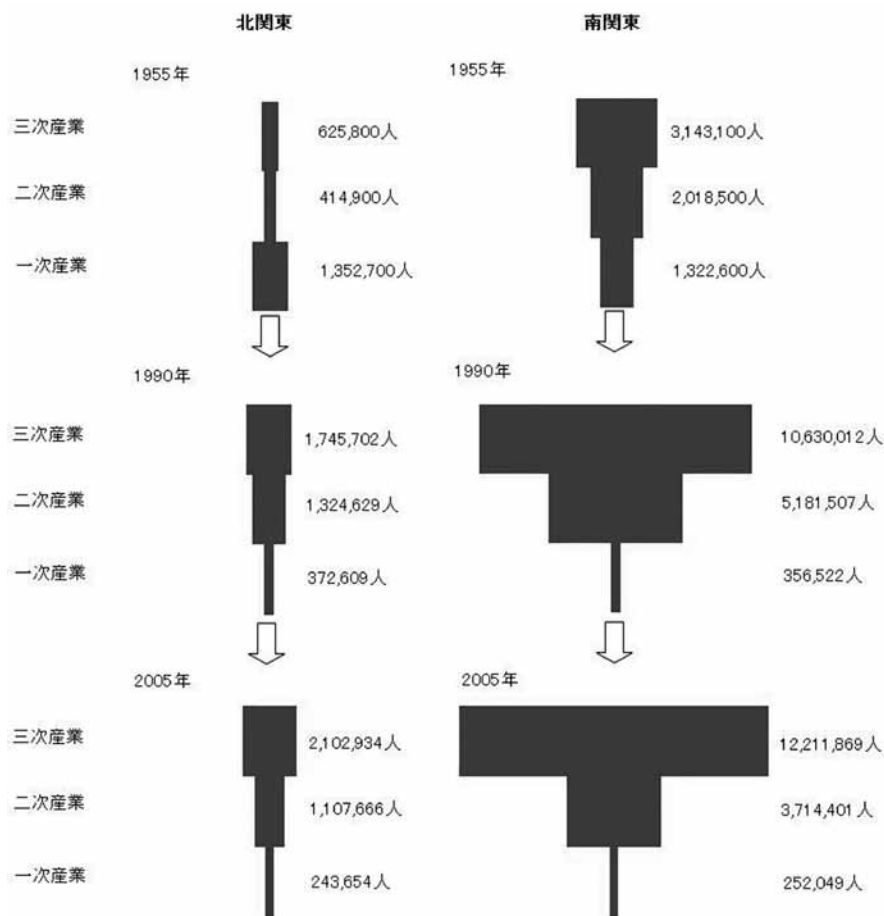 北関東 南関東
1955年 1955年
三次産業 625,800人 3,143,100人
二次産業 414,900人 2,018,500人
一次産業 1,352,700人 1,322,600人
1990年 1990年
三次産業 1,745,702人 10,630,012人
二次産業 1,324,629人 5,181,507人
一次産業 372,609人 356,522人
2005年 2005年
三次産業 2,102,934人 12,211,869人
二次産業 1,107,666人 3,714,401人
一次産業 243,654人 252,049人